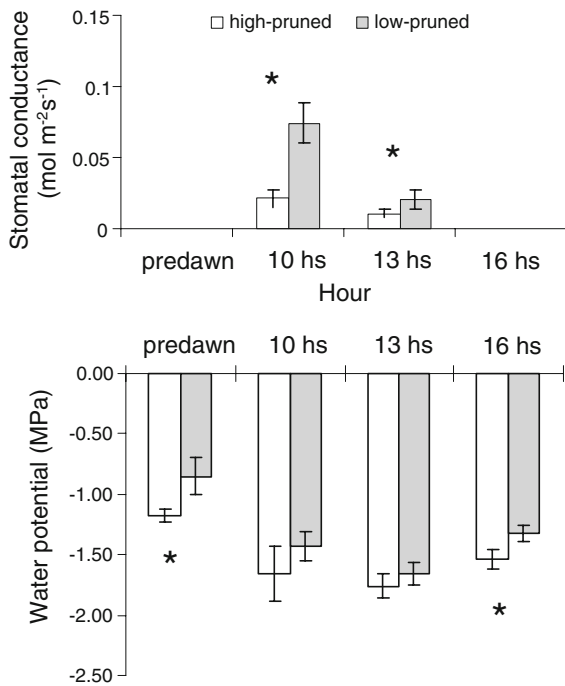 0.15
high-pruned low-pruned
Stomatal conductance
(mol m⁻²s⁻¹)
0.1
*
*
0.05
0
predawn 10 hs 13 hs 16 hs
Hour
predawn 10 hs 13 hs 16 hs
0.00
Water potential (MPa)
-0.50
-1.00
*
-1.50
*
-2.00
-2.50